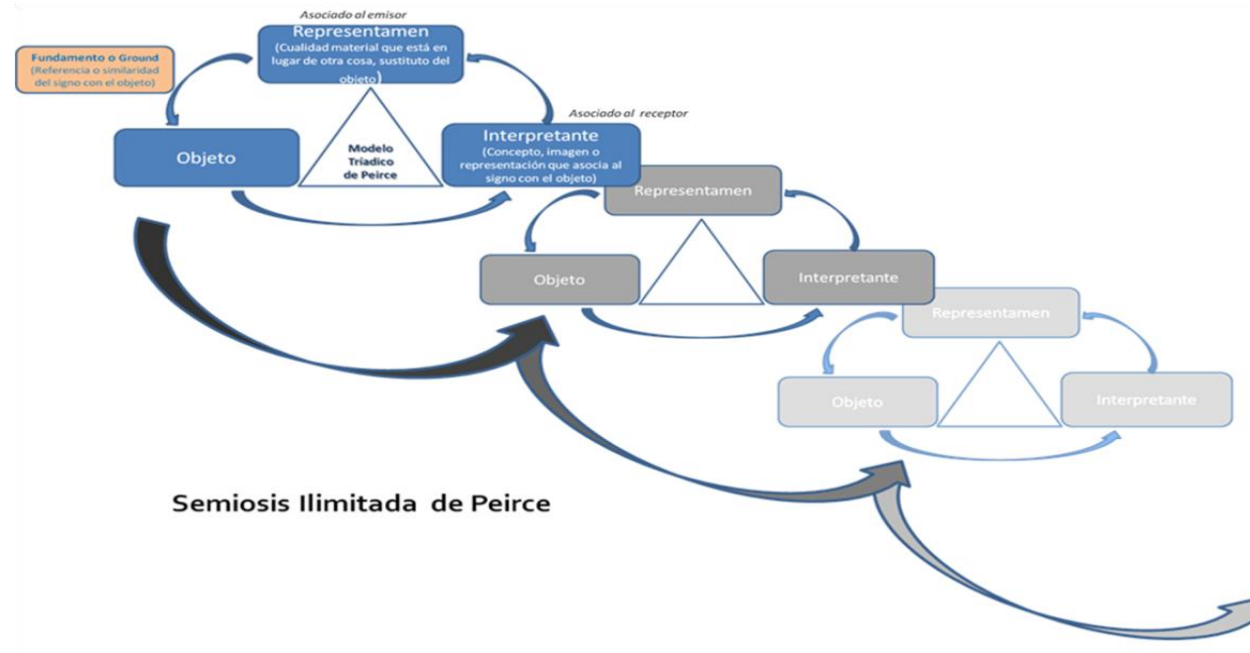 Asociado al emisor
Representamen
(Cualidad material que está en
lugar de otra cosa, sustituto del
objeto)
Fundamento o Ground
(Referencia o similaridad
del signo con el objeto)
Asociado al receptor
Objeto
Modelo
Tríadico
de Peirce
Interpretante
(Concepto, imagen o
representación que asocia al
signo con el objeto)
Representamen
Objeto
Interpretante
Representamen
Objeto
Interpretante
Semiosis Ilimitada de Peirce